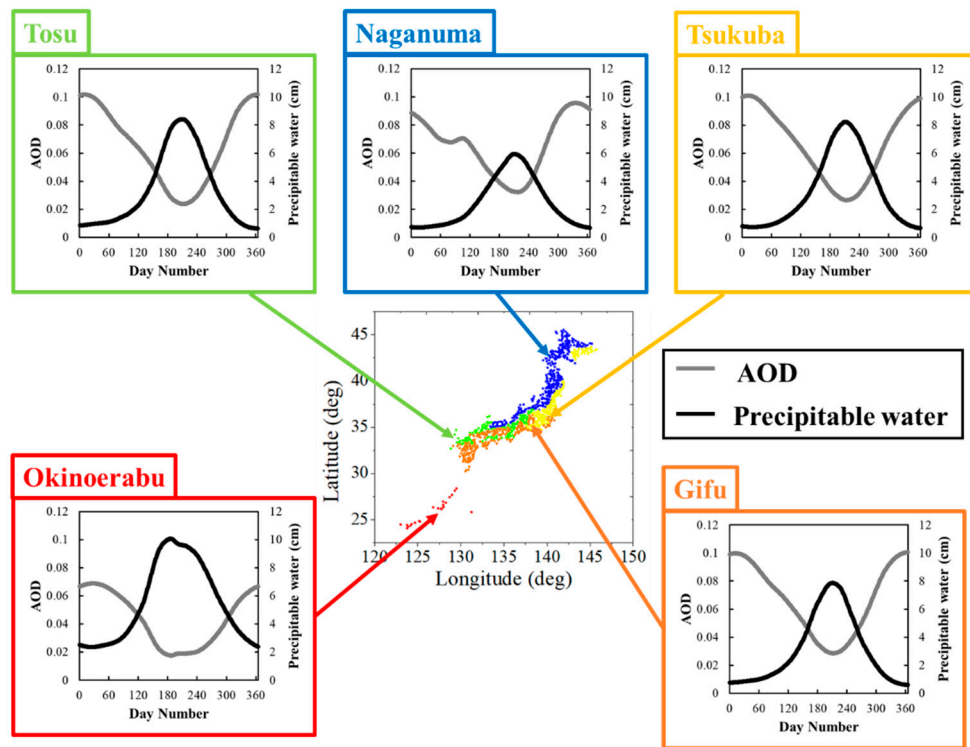 Tosu
0.12
0.1
0.08
0.06
0.04
0.02
0
AOD
12
10
8
6
4
2
0
Precipitable water (cm)
0 60 120 180 240 300 360
Day Number
Naganuma
0.12
0.1
0.08
0.06
0.04
0.02
0
AOD
12
10
8
6
4
2
0
Precipitable water (cm)
0 60 120 180 240 300 360
Day Number
Tsukuba
0.12
0.1
0.08
0.06
0.04
0.02
0
AOD
12
10
8
6
4
2
0
Precipitable water (cm)
0 60 120 180 240 300 360
Day Number
45
40
35
30
25
Latitude (deg)
120 125 130 135 140 145 150
Longitude (deg)
AOD
Precipitable water
Okinoerabu
0.12
0.1
0.08
0.06
0.04
0.02
0
AOD
12
10
8
6
4
2
0
Precipitable water (cm)
0 60 120 180 240 300 360
Day Number
Gifu
0.12
0.1
0.08
0.06
0.04
0.02
0
AOD
12
10
8
6
4
2
0
Precipitable water (cm)
0 60 120 180 240 300 360
Day Number